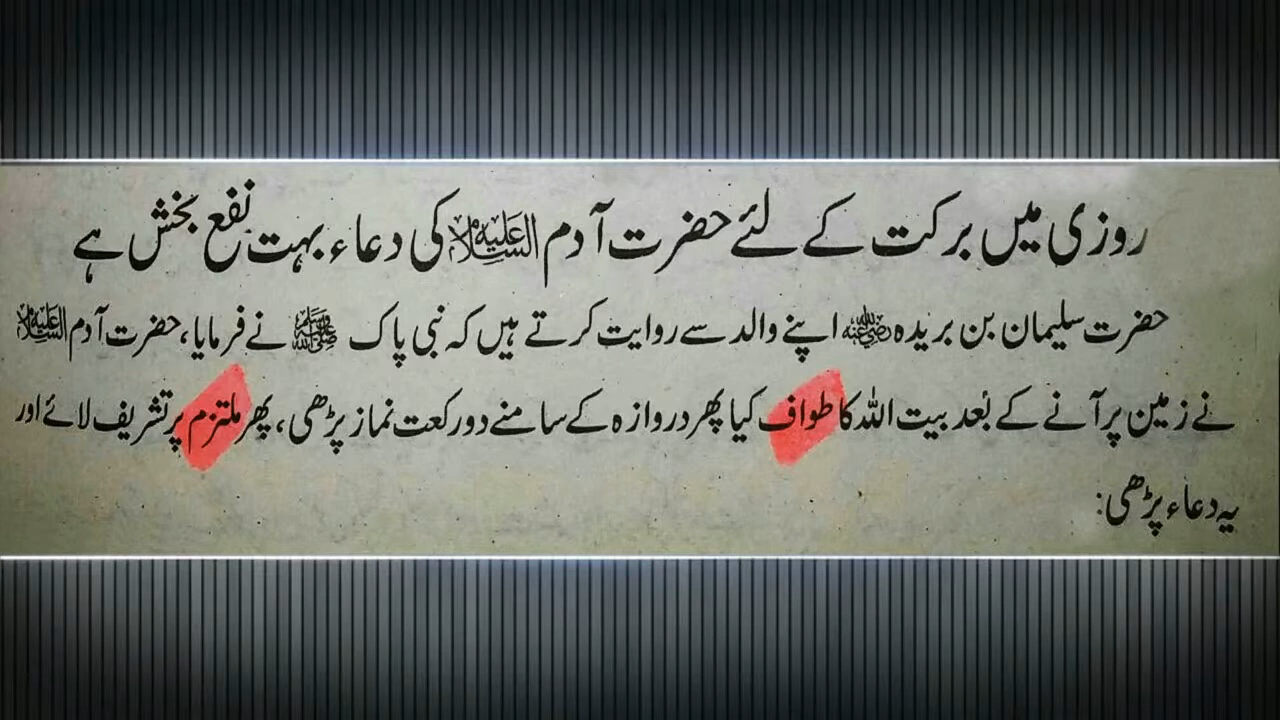 روزی میں برکت کے لئے حضرت آدم علیہ السلام کی دعاء بہت نفع بخش ہے
حضرت سلیمان بن بریدہ رضی اللہ عنہ اپنے والد سے روایت کرتے ہیں کہ نبی پاک ﷺ نے فرمایا، حضرت آدم علیہ السلام
نے زمین پر آنے کے بعد بیت اللہ کا طواف کیا پھر دروازہ کے سامنے دو رکعت نماز پڑھی، پھر ملتزم پر تشریف لائے اور
یہ دعاء پڑھی: